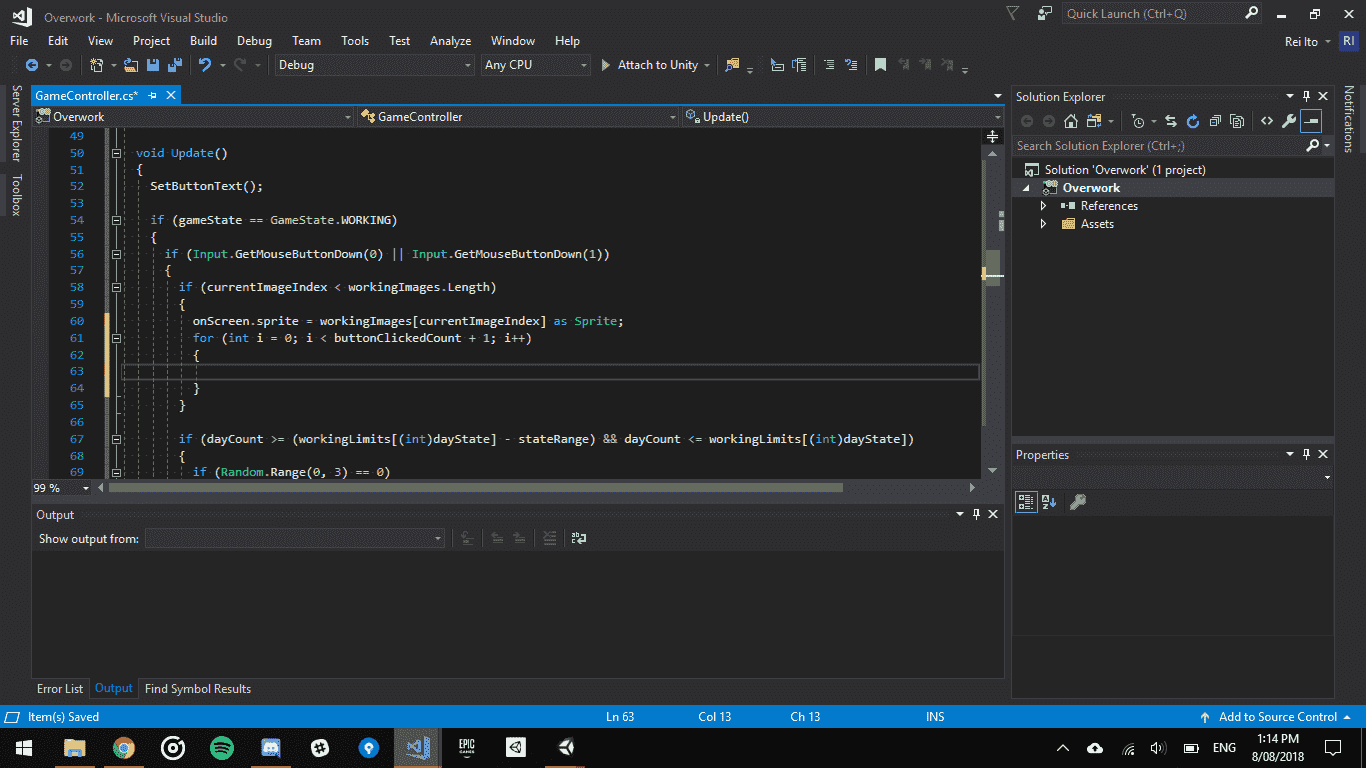 Overwork - Microsoft Visual Studio
Quick Launch (Ctrl+Q)
File Edit View Project Build Debug Team Tools Test Analyze Window Help
Rei Ito RI
Debug Any CPU Attach to Unity
Server Explorer
Toolbox
GameController.cs*
Overwork GameController Update()
49
50 void Update()
51 {
52 SetButtonText();
53
54 if (gameState == GameState.WORKING)
55 {
56 if (Input.GetMouseButtonDown(0) || Input.GetMouseButtonDown(1))
57 {
58 if (currentImageIndex < workingImages.Length)
59 {
60 onScreen.sprite = workingImages[currentImageIndex] as Sprite;
61 for (int i = 0; i < buttonClickedCount + 1; i++)
62 {
63
64 }
65 }
66
67 if (dayCount >= (workingLimits[(int)dayState] - stateRange) && dayCount <= workingLimits[(int)dayState])
68 {
69 if (Random.Range(0, 3) == 0)
99 %
Output
Show output from:
Error List Output Find Symbol Results
Solution Explorer
Search Solution Explorer (Ctrl+;)
Solution 'Overwork' (1 project)
Overwork
References
Assets
Properties
Notifications
Item(s) Saved Ln 63 Col 13 Ch 13 INS Add to Source Control
EPIC
GAMES
ENG
1:14 PM
8/08/2018